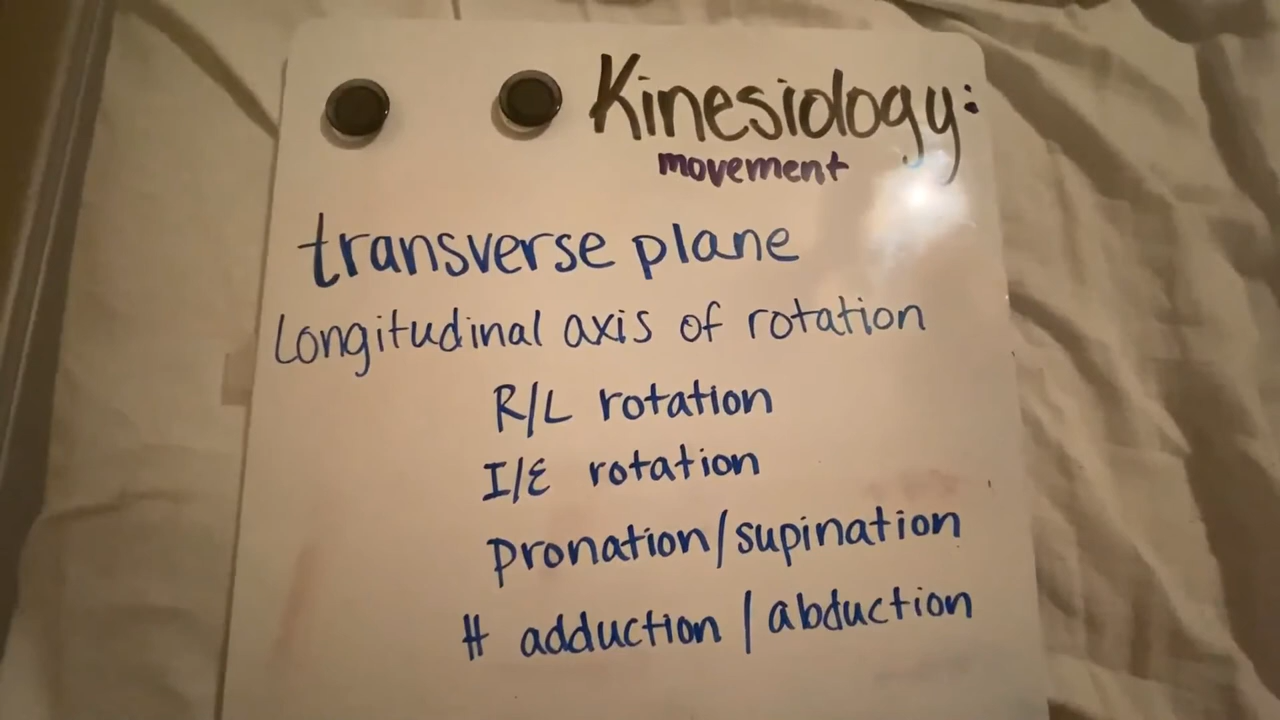 Kinesiology:
movement
transverse plane
Longitudinal axis of rotation
R/L rotation
I/E rotation
pronation/supination
H adduction / abduction